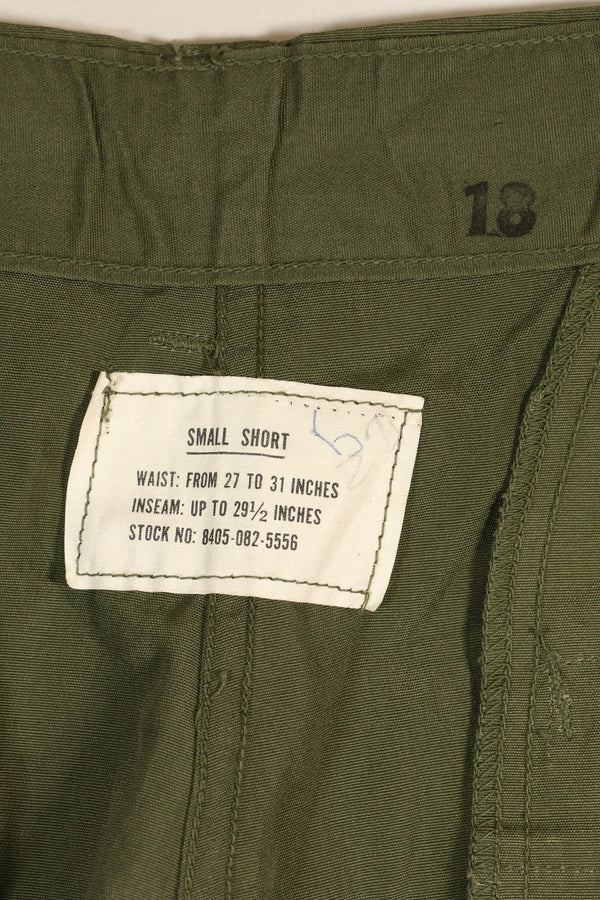 18
SMALL SHORT
WAIST: FROM 27 TO 31 INCHES
INSEAM: UP TO 29½ INCHES
STOCK NO: 8405-082-5556